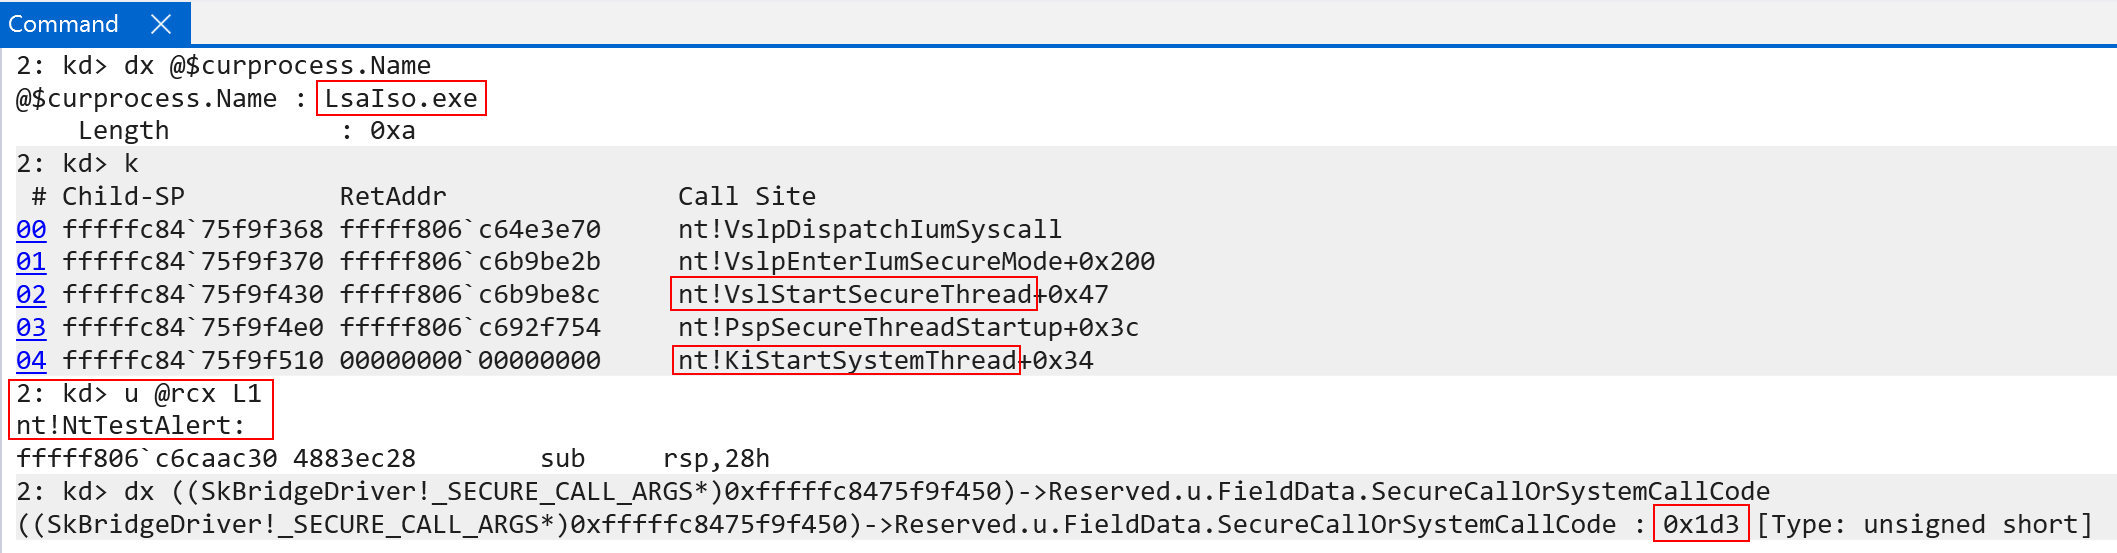 Command
2: kd> dx @$curprocess.Name
@$curprocess.Name : LsaIso.exe
    Length           : 0xa
2: kd> k
 # Child-SP          RetAddr               Call Site
00 fffffc84`75f9f368 fffff806`c64e3e70     nt!VslpDispatchIumSyscall
01 fffffc84`75f9f370 fffff806`c6b9be2b     nt!VslpEnterIumSecureMode+0x200
02 fffffc84`75f9f430 fffff806`c6b9be8c     nt!VslStartSecureThread+0x47
03 fffffc84`75f9f4e0 fffff806`c692f754     nt!PspSecureThreadStartup+0x3c
04 fffffc84`75f9f510 00000000`00000000     nt!KiStartSystemThread+0x34
2: kd> u @rcx L1
nt!NtTestAlert:
fffff806`c6caac30 4883ec28        sub     rsp,28h
2: kd> dx ((SkBridgeDriver!_SECURE_CALL_ARGS*)0xfffffc8475f9f450)->Reserved.u.FieldData.SecureCallOrSystemCallCode
((SkBridgeDriver!_SECURE_CALL_ARGS*)0xfffffc8475f9f450)->Reserved.u.FieldData.SecureCallOrSystemCallCode : 0x1d3 [Type: unsigned short]